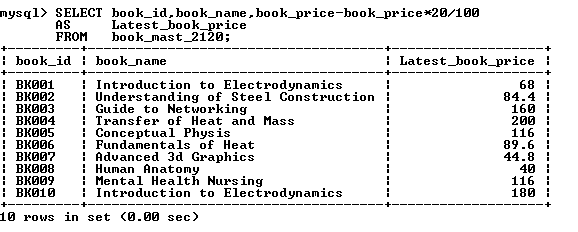 mysql> SELECT book_id,book_name,book_price-book_price*20/100
AS Latest_book_price
FROM book_mast_2120;
+---------+------------------------------------+-------------------+
| book_id | book_name | Latest_book_price |
+---------+------------------------------------+-------------------+
| BK001 | Introduction to Electrodynamics | 68 |
| BK002 | Understanding of Steel Construction | 84.4 |
| BK003 | Guide to Networking | 160 |
| BK004 | Transfer of Heat and Mass | 200 |
| BK005 | Conceptual Physis | 116 |
| BK006 | Fundamentals of Heat | 89.6 |
| BK007 | Advanced 3d Graphics | 44.8 |
| BK008 | Human Anatomy | 40 |
| BK009 | Mental Health Nursing | 116 |
| BK010 | Introduction to Electrodynamics | 180 |
+---------+------------------------------------+-------------------+
10 rows in set (0.00 sec)